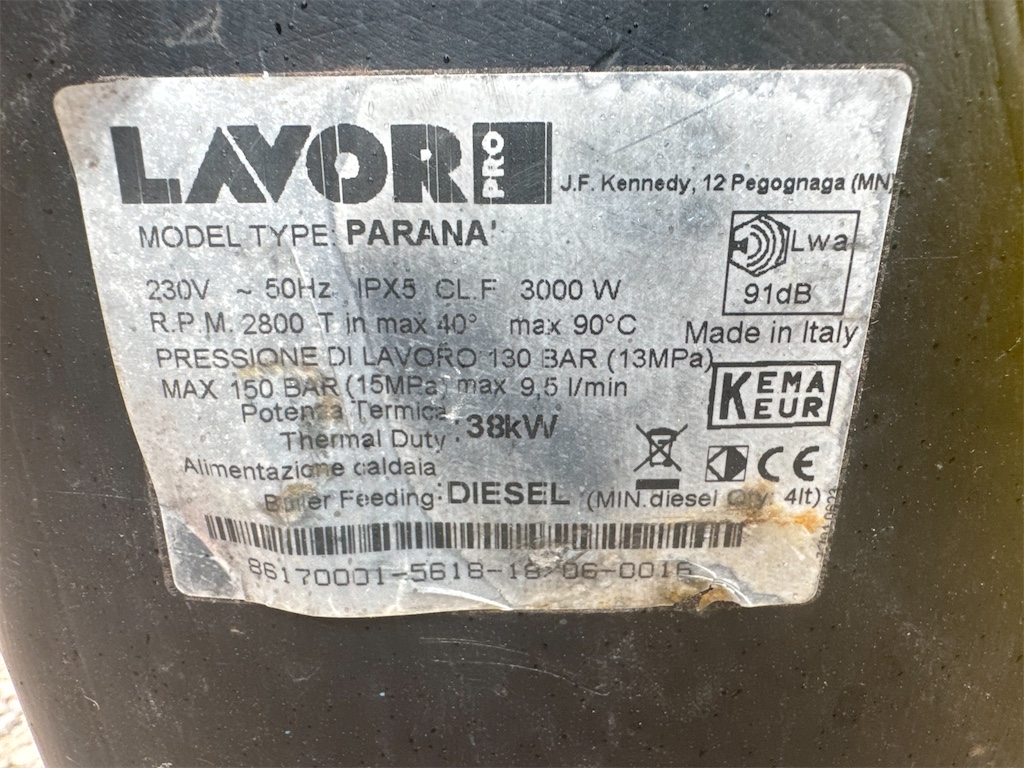 LAVOR PRO
J.F. Kennedy, 12 Pegognaga (MN)
MODEL TYPE: PARANA'
Lwa
91dB
230V ~ 50Hz IPX5 CL.F 3000 W
R.P.M. 2800 T in max 40° max 90°C
Made in Italy
PRESSIONE DI LAVORO 130 BAR (13MPa)
MAX 150 BAR (15MPa) max 9,5 l/min
KEMA
EUR
Potenza Termica
Thermal Duty : 38kW
Alimentazione caldaia
Boiler Feeding: DIESEL (MIN. diesel Qty: 4lt)
CE
86170001-5618-18/06-0016